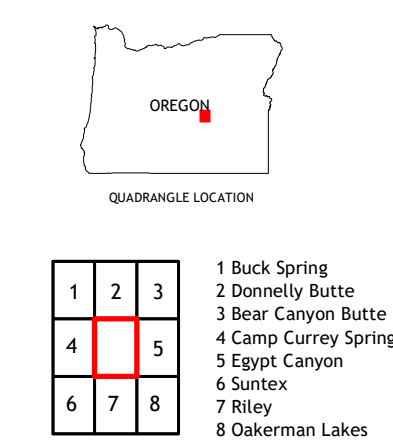 OREGON
QUADRANGLE LOCATION
1 2 3
4 5
6 7 8
1 Buck Spring
2 Donnelly Butte
3 Bear Canyon Butte
4 Camp Currey Spring
5 Egypt Canyon
6 Suntex
7 Riley
8 Oakerman Lakes